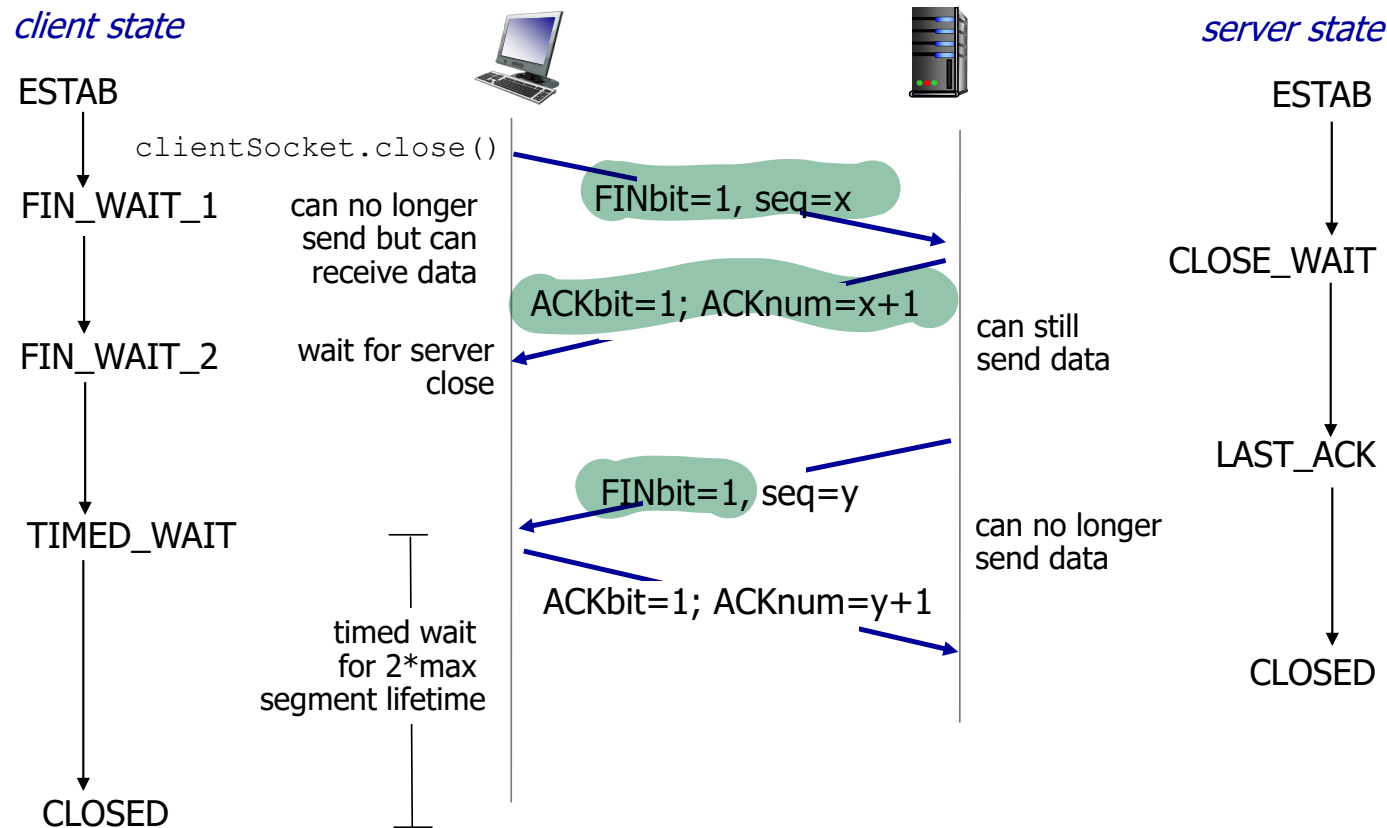 client state
server state
ESTAB
ESTAB
clientSocket.close()
FINbit=1, seq=x
FIN_WAIT_1
can no longer
send but can
receive data
CLOSE_WAIT
ACKbit=1; ACKnum=x+1
can still
send data
FIN_WAIT_2
wait for server
close
LAST_ACK
FINbit=1, seq=y
TIMED_WAIT
can no longer
send data
ACKbit=1; ACKnum=y+1
timed wait
for 2*max
segment lifetime
CLOSED
CLOSED